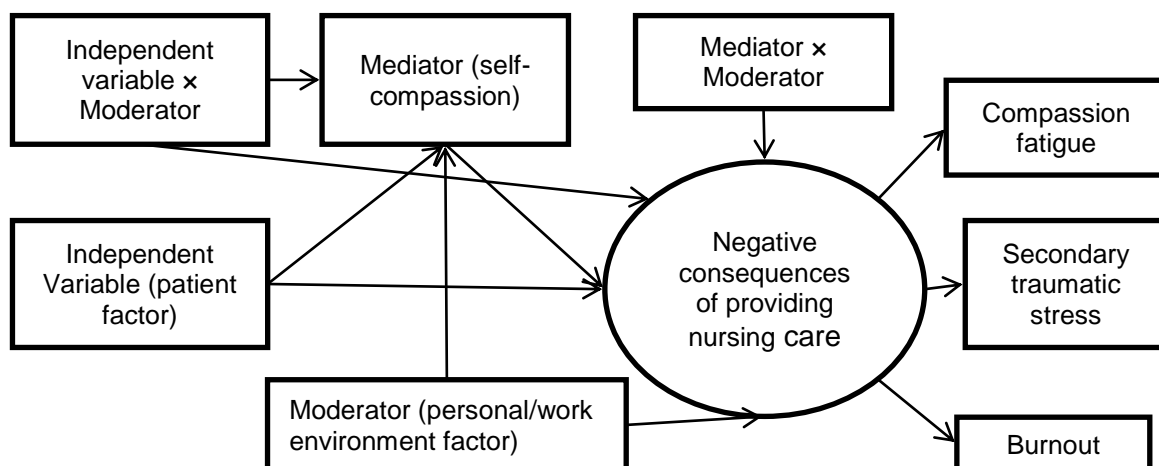 Independent
variable × 
Moderator
Mediator (self-
compassion)
Mediator ×
Moderator
Compassion
fatigue
Independent
Variable (patient
factor)
Negative
consequences
of providing
nursing care
Secondary
traumatic
stress
Moderator (personal/work
environment factor)
Burnout